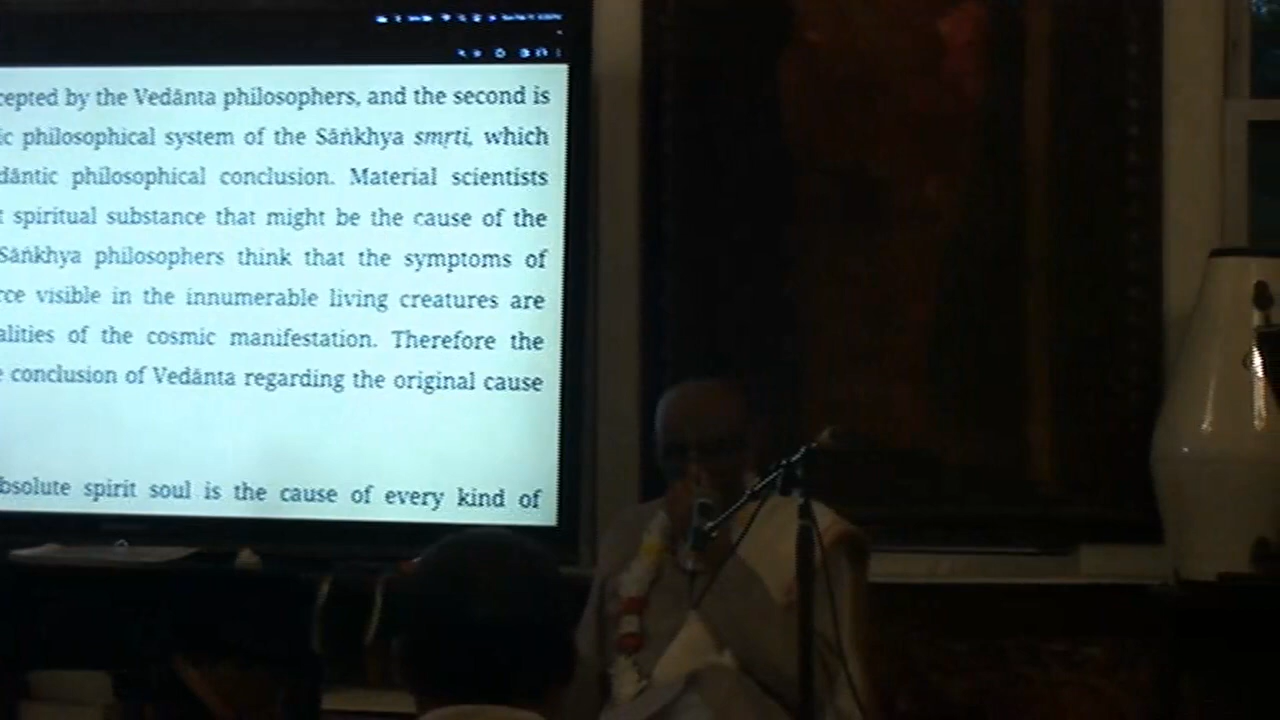 cepted by the Vedānta philosophers, and the second is
ic philosophical system of the Sāṅkhya smṛti, which
dāntic philosophical conclusion. Material scientists
t spiritual substance that might be the cause of the
Sāṅkhya philosophers think that the symptoms of
rce visible in the innumerable living creatures are
alities of the cosmic manifestation. Therefore the
e conclusion of Vedānta regarding the original cause
bsolute spirit soul is the cause of every kind of